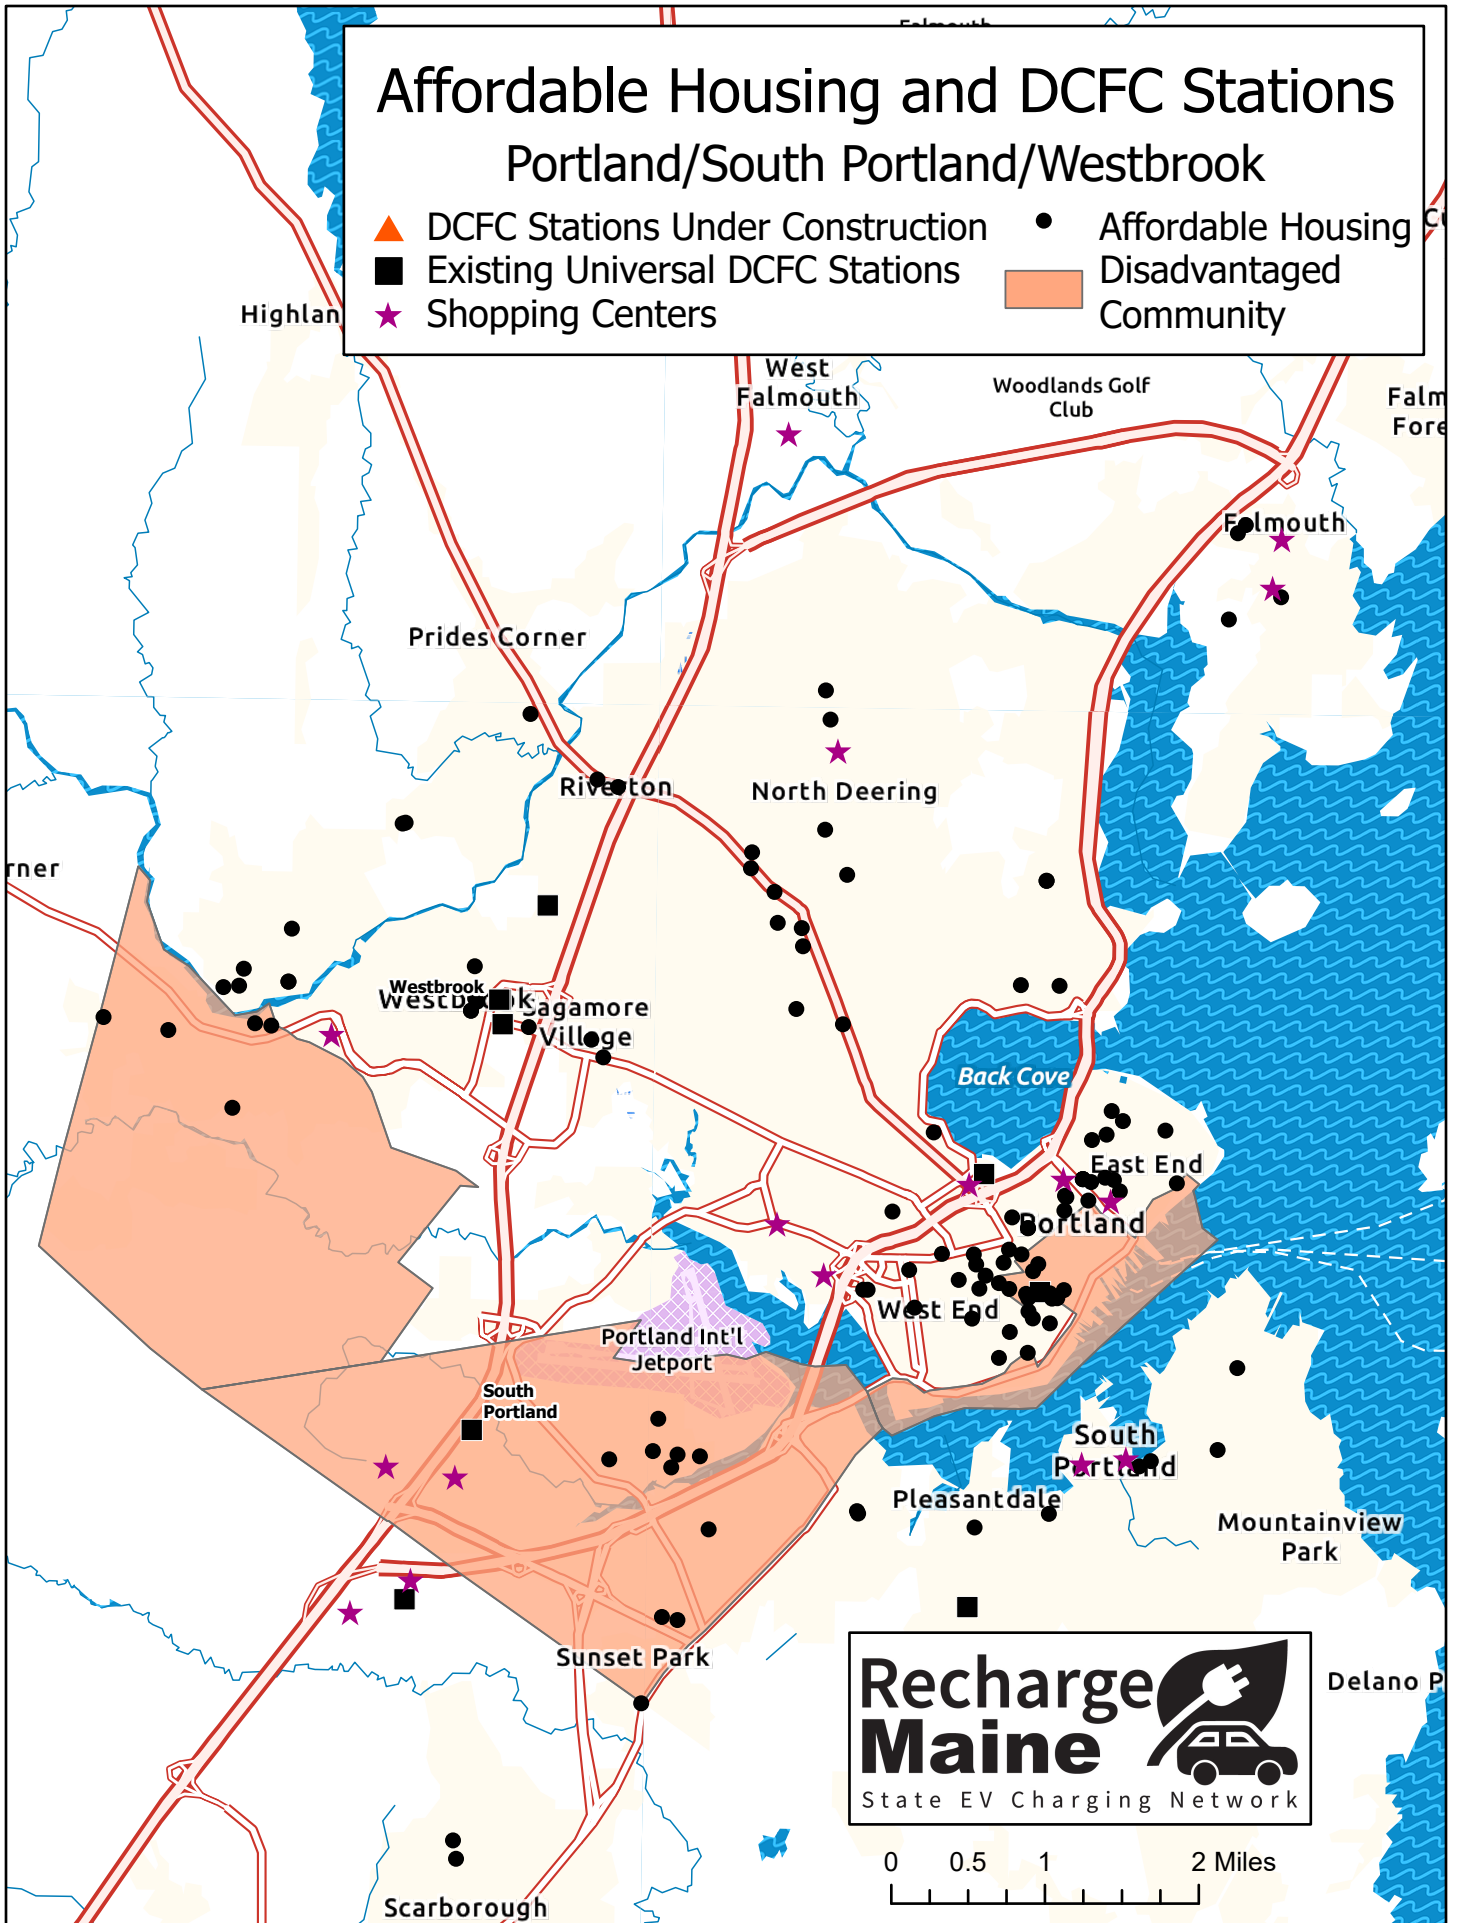 Falmouth
Affordable Housing and DCFC Stations
Portland/South Portland/Westbrook
DCFC Stations Under Construction
Affordable Housing
Existing Universal DCFC Stations
Disadvantaged
Community
Shopping Centers
Highlan
West
Falmouth
Woodlands Golf
Club
Falm
Fore
Falmouth
Prides Corner
Riverton
North Deering
rner
Westbrook
Westbrook
Sagamore
Village
Back Cove
East End
Portland
West End
Portland Int'l
Jetport
South
Portland
South
Portland
Pleasantdale
Mountainview
Park
Sunset Park
Delano P
Recharge
Maine
State EV Charging Network
0 0.5 1 2 Miles
Scarborough